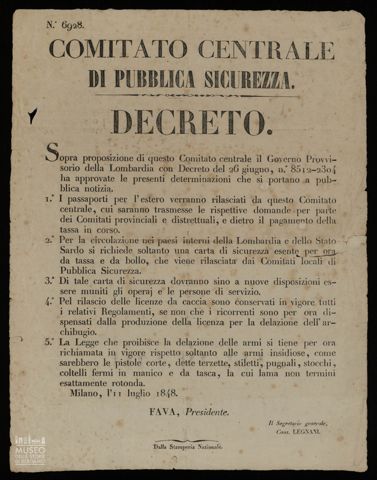 N.° 6928.
COMITATO CENTRALE
DI PUBBLICA SICUREZZA.
DECRETO.
Sopra proposizione di questo Comitato centrale il Governo Provvi-
sorio della Lombardia con Decreto del 26 giugno, n.° 8512-2304
ha approvate le presenti determinazioni che si portano a pub-
blica notizia.
1.° I passaporti per l'estero verranno rilasciati da questo Comitato
centrale, cui saranno trasmesse le rispettive domande per parte
dei Comitati provinciali e distrettuali, e dietro il pagamento della
tassa in corso.
2.° Per la circolazione nei paesi interni della Lombardia e dello Stato
Sardo si richiede soltanto una carta di sicurezza esente per ora
da tassa e da bollo, che viene rilasciata dai Comitati locali di
Pubblica Sicurezza.
3.° Di tale carta di sicurezza dovranno sino a nuove disposizioni es-
sere muniti gli operaj e le persone di servizio.
4.° Pel rilascio delle licenze da caccia sono conservati in vigore tutti
i relativi Regolamenti, se non che i ricorrenti sono per ora di-
spensati dalla produzione della licenza per la delazione dell'ar-
chibugio.
5.° La Legge che proibisce la delazione delle armi si tiene per ora
richiamata in vigore rispetto soltanto alle armi insidiose, come
sarebbero le pistole corte, dette terzette, stiletti, pugnali, stocchi,
coltelli fermi in manico e da tasca, la cui lama non termini
esattamente rotonda.
Milano, l'11 luglio 1848.
FAVA, Presidente.
Il Segretario generale,
Cons. LEGNANI.
Dalla Stamperia Nazionale.
MUSEO